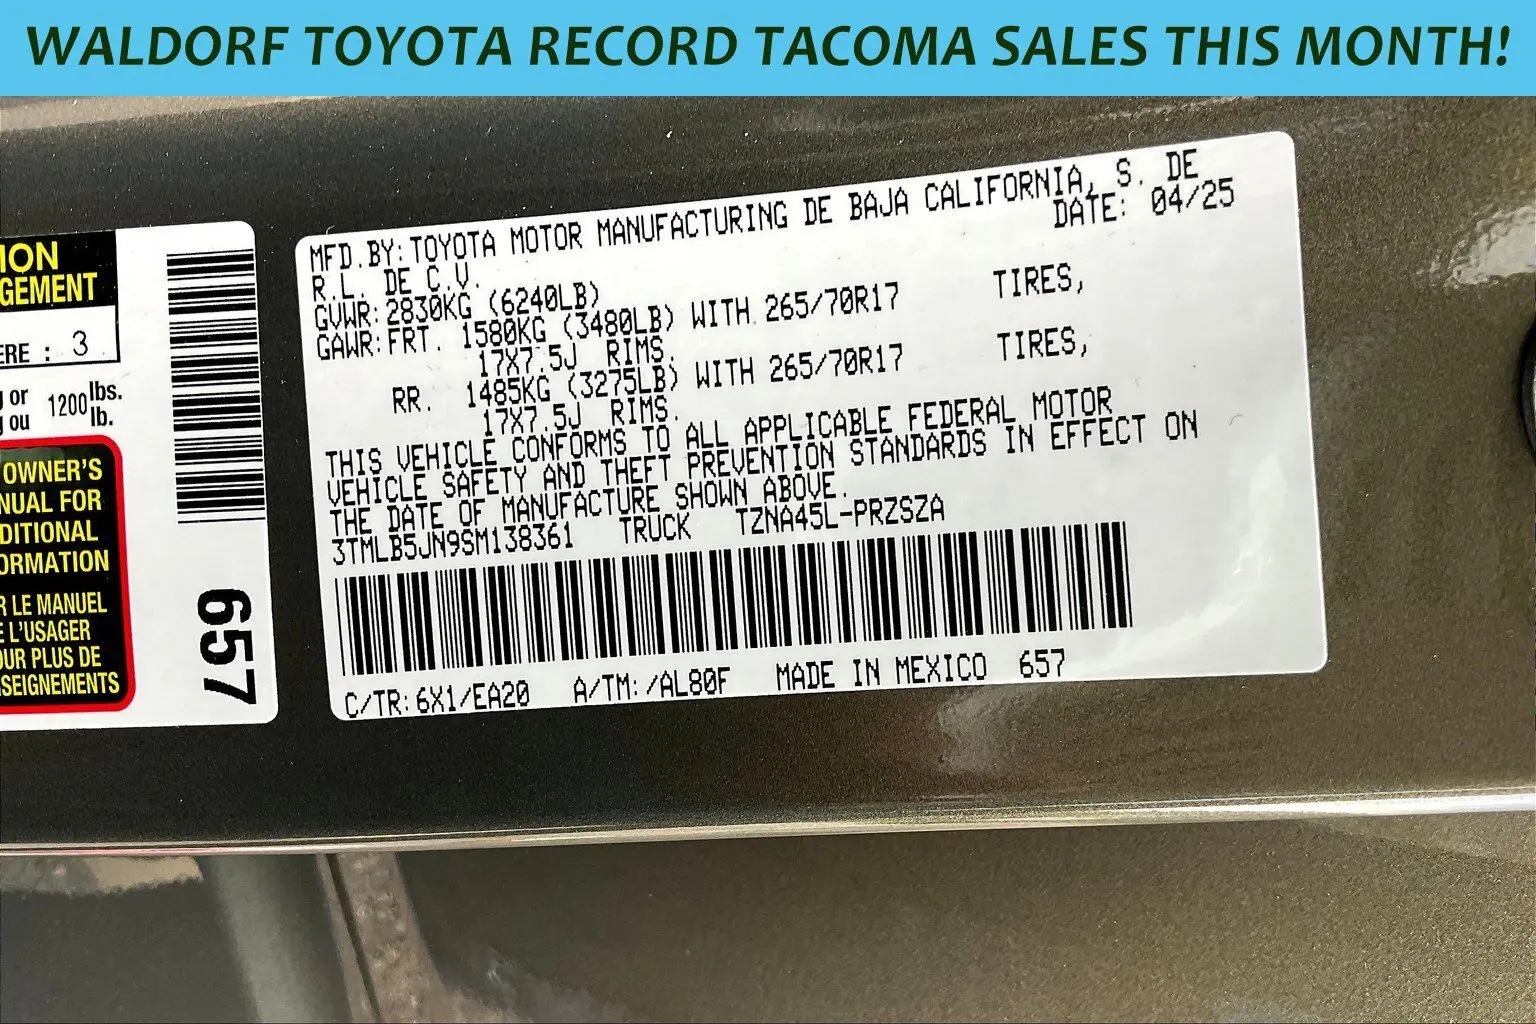 WALDORF TOYOTA RECORD TACOMA SALES THIS MONTH!
MFD.BY:TOYOTA MOTOR MANUFACTURING DE BAJA CALIFORNIA, S. DE
R.L. DE C.V. DATE: 04/25
GVWR:2830KG (6240LB)
GAWR:FRT. 1580KG (3480LB) WITH 265/70R17 TIRES,
17X7.5J RIMS.
RR. 1485KG (3275LB) WITH 265/70R17 TIRES,
17X7.5J RIMS.
THIS VEHICLE CONFORMS TO ALL APPLICABLE FEDERAL MOTOR
VEHICLE SAFETY AND THEFT PREVENTION STANDARDS IN EFFECT ON
THE DATE OF MANUFACTURE SHOWN ABOVE.
3TMLB5JN9SM138361 TRUCK TZNA45L-PRZSZA
C/TR:6X1/EA20 A/TM:/AL80F MADE IN MEXICO 657
ION
GEMENT
ERE : 3
g or 1200 lbs.
g ou lb.
OWNER'S
NUAL FOR
DITIONAL
ORMATION
R LE MANUEL
E L'USAGER
OUR PLUS DE
SEIGNEMENTS
657